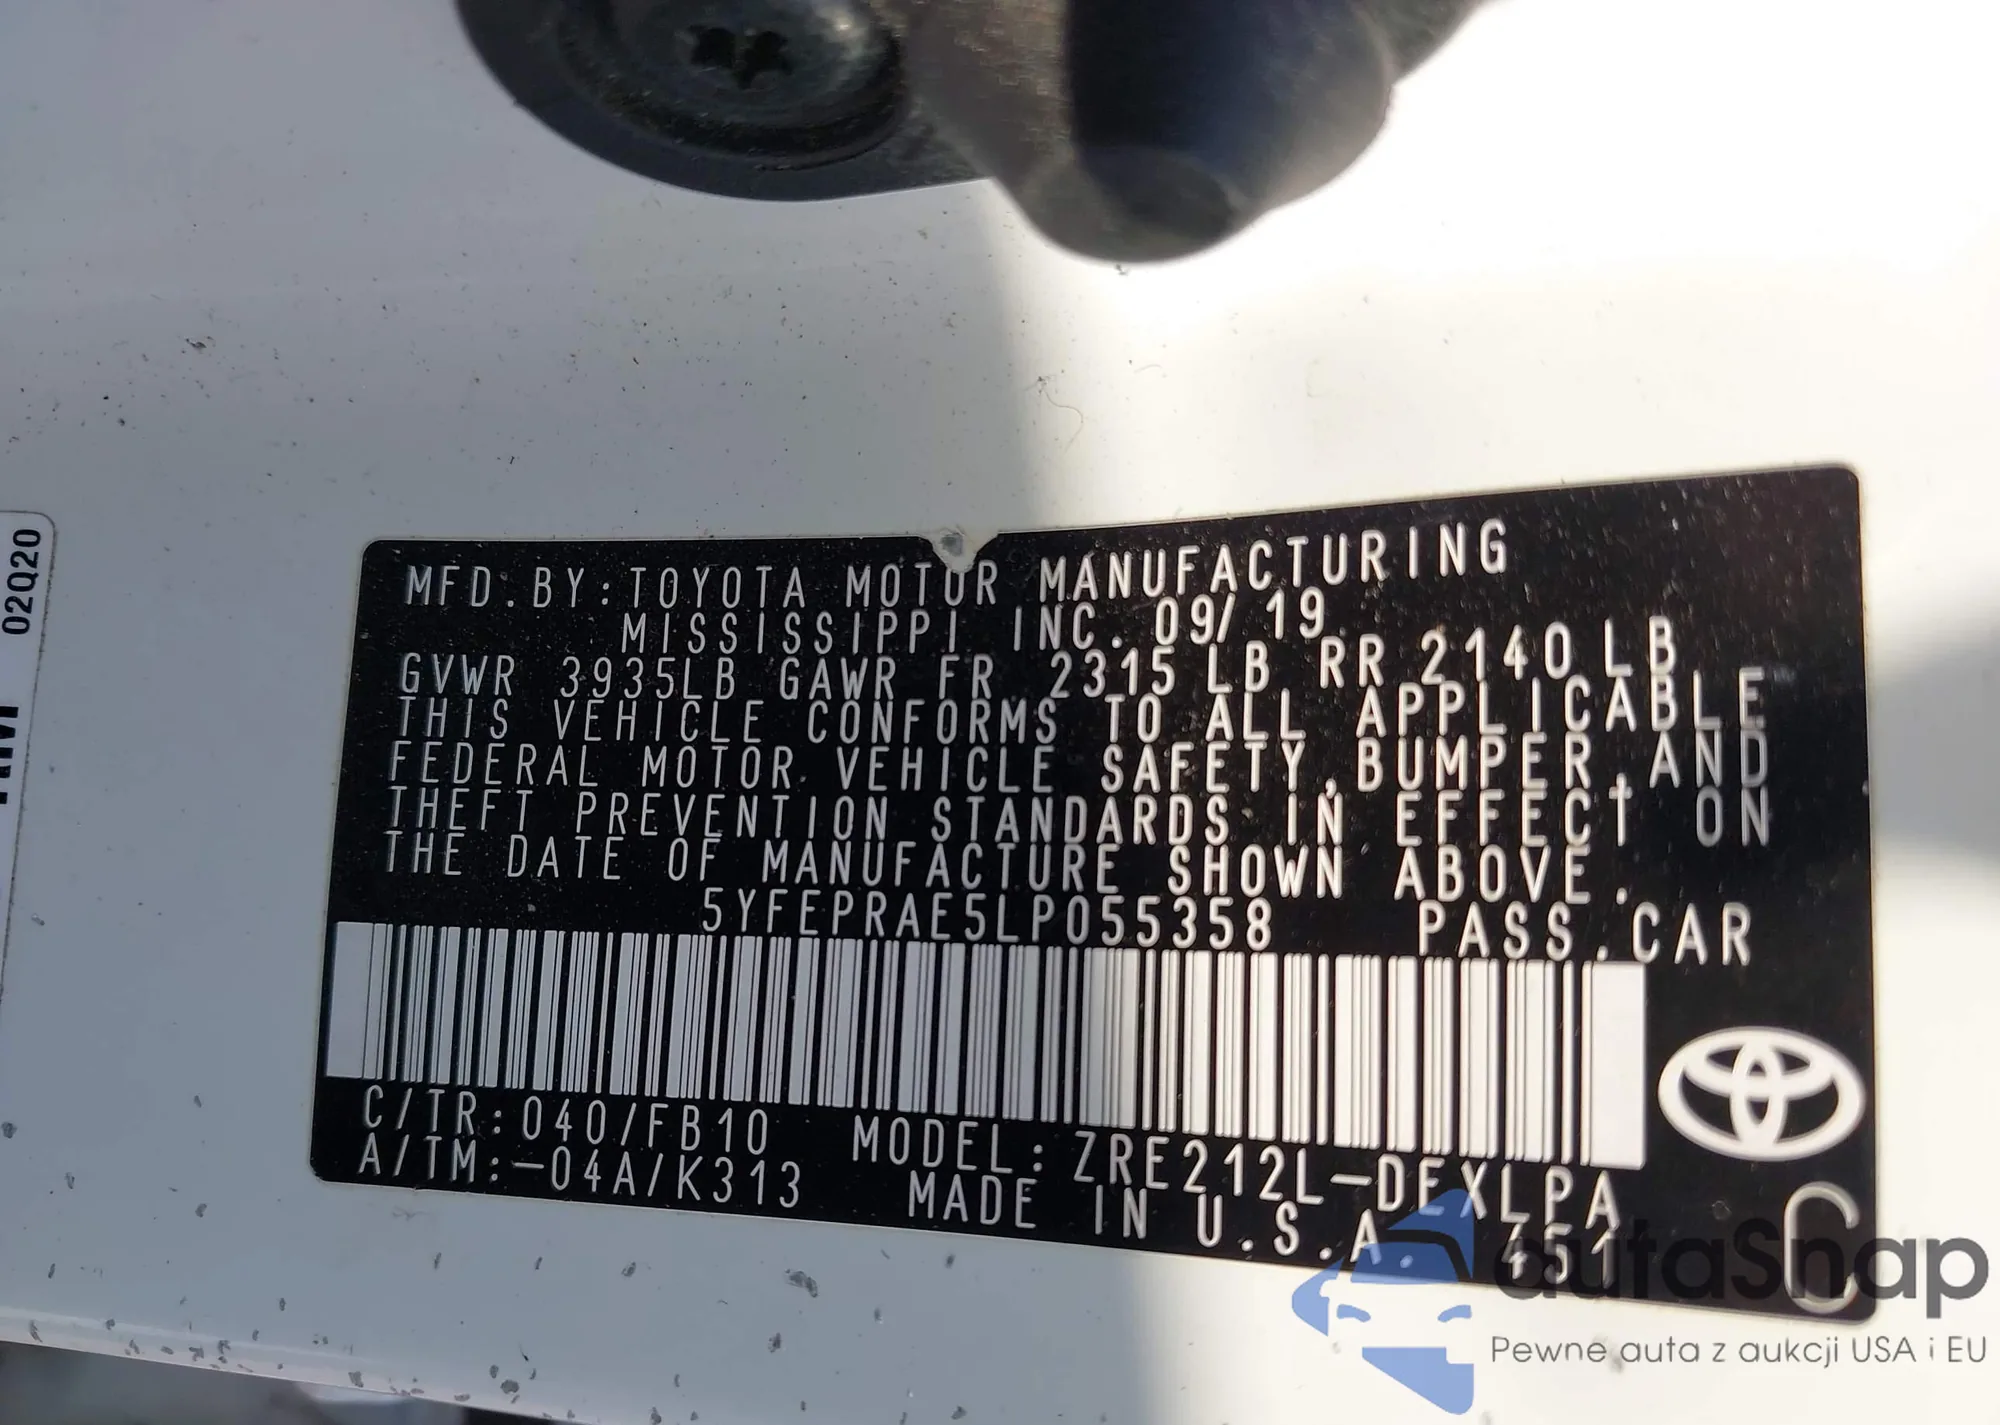 02Q20
MFD. BY: TOYOTA MOTOR MANUFACTURING
MISSISSIPPI INC. 09/19
GVWR 3935LB GAWR FR 2315 LB RR 2140 LB
THIS VEHICLE CONFORMS TO ALL APPLICABLE
FEDERAL MOTOR VEHICLE SAFETY, BUMPER, AND
THEFT PREVENTION STANDARDS IN EFFECT ON
THE DATE OF MANUFACTURE SHOWN ABOVE.
5YFEPRAE5LP055358 PASS. CAR
C/TR: 040/FB10 MODEL: ZRE212L-DEXLPA
A/TM: -04A/K313 MADE IN U.S.A. 451
C
autaSnap
Pewne auta z aukcji USA i EU